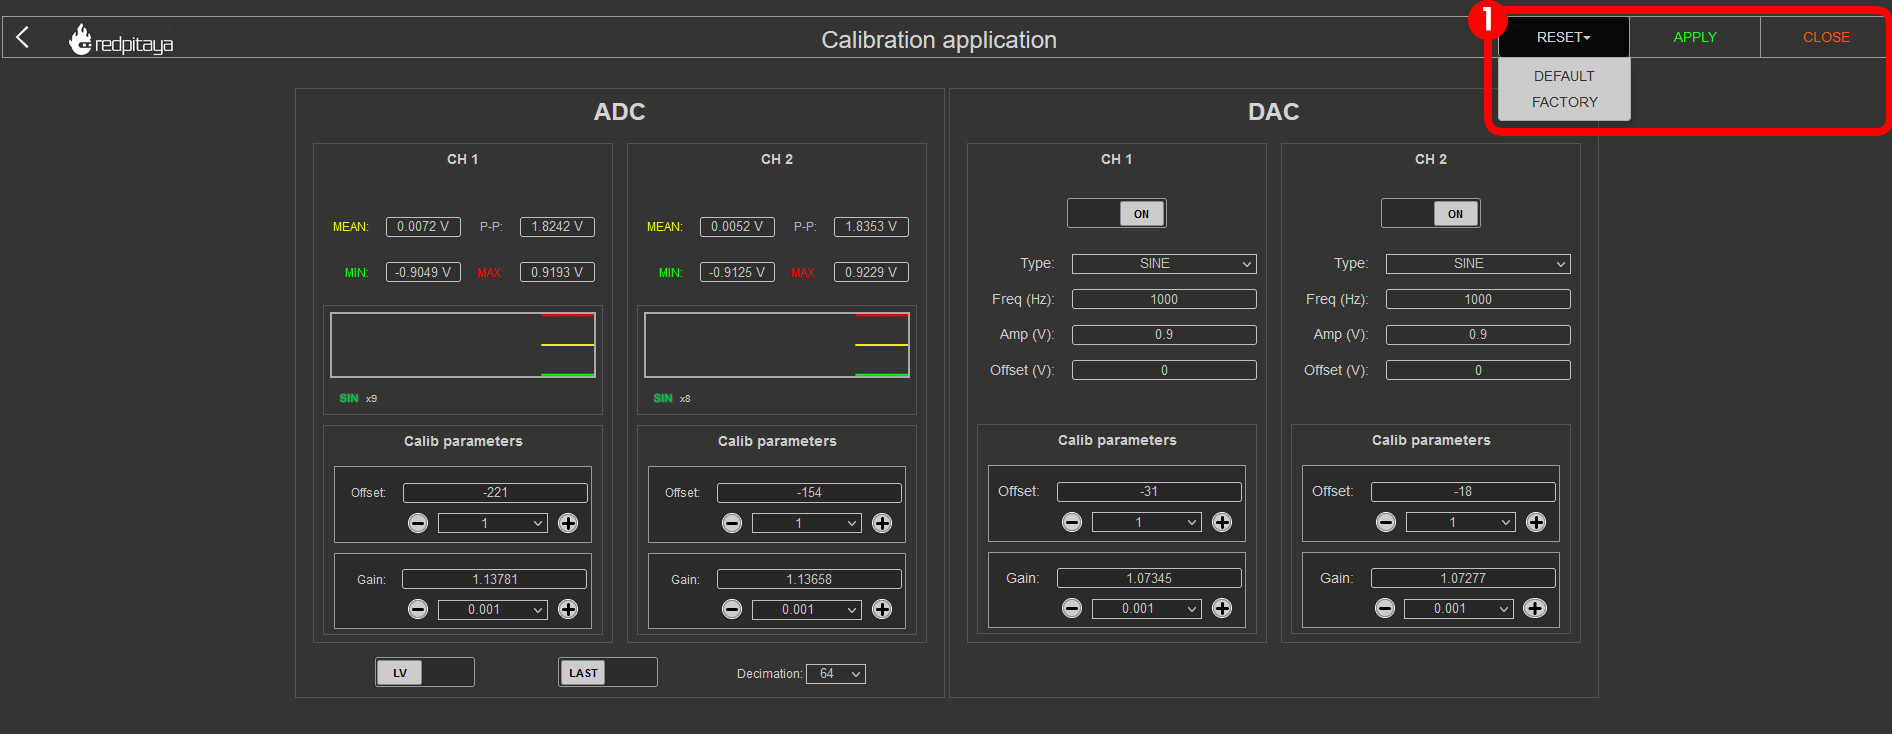 redpitaya
Calibration application
1
RESET
APPLY
CLOSE
DEFAULT
FACTORY
ADC
CH 1
MEAN: 0.0072 V P-P: 1.8242 V
MIN: -0.9049 V MAX: 0.9193 V
SIN x9
Calib parameters
Offset: -221
1
Gain: 1.13781
0.001
CH 2
MEAN: 0.0052 V P-P: 1.8353 V
MIN: -0.9125 V MAX: 0.9229 V
SIN x8
Calib parameters
Offset: -154
1
Gain: 1.13658
0.001
LV
LAST
Decimation: 64
DAC
CH 1
ON
Type: SINE
Freq (Hz): 1000
Amp (V): 0.9
Offset (V): 0
Calib parameters
Offset: -31
1
Gain: 1.07345
0.001
CH 2
ON
Type: SINE
Freq (Hz): 1000
Amp (V): 0.9
Offset (V): 0
Calib parameters
Offset: -18
1
Gain: 1.07277
0.001